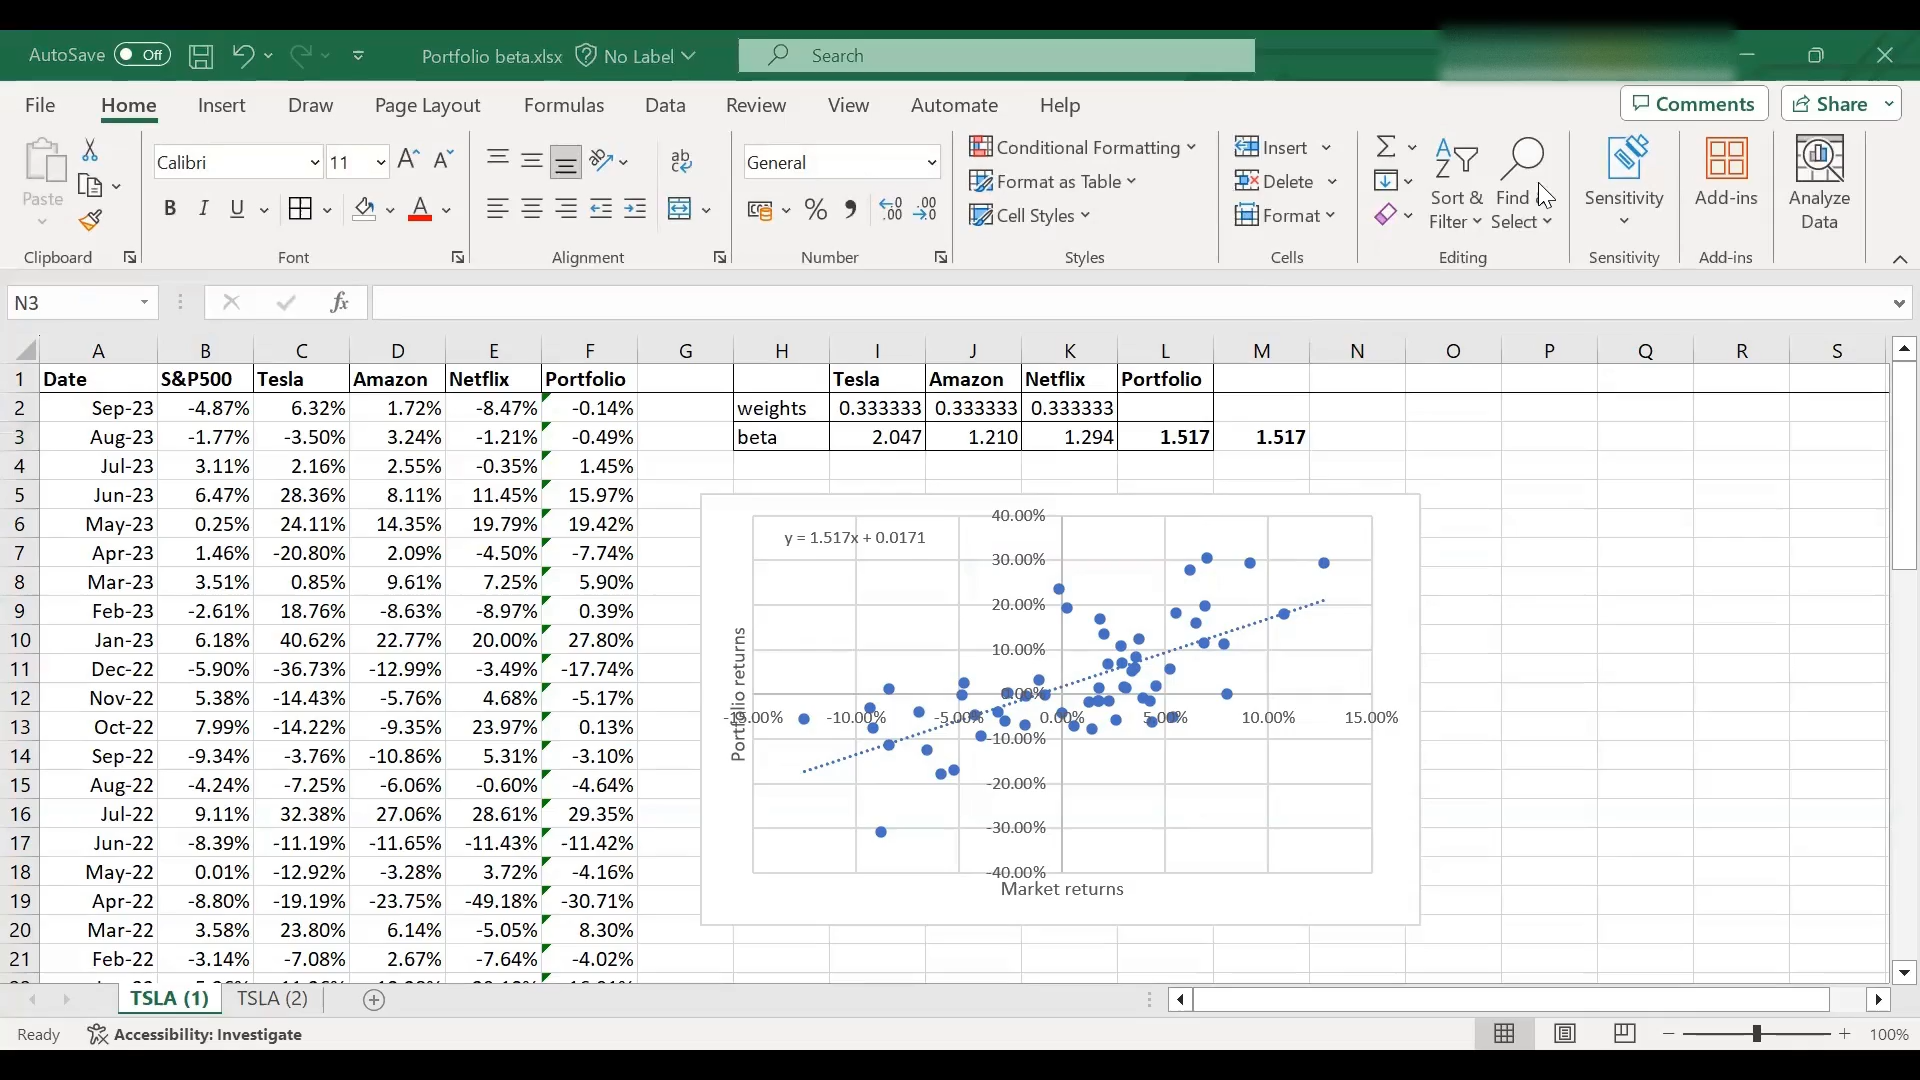 AutoSave Off Portfolio beta.xlsx No Label Search
File Home Insert Draw Page Layout Formulas Data Review View Automate Help Comments Share
Paste
Calibri 11
B I U A
ab
General
% 9
Conditional Formatting
Format as Table
Cell Styles
Insert
Delete
Format
Sort & Filter
Find Select
Sensitivity
Add-ins
Analyze Data
Clipboard Font Alignment Number Styles Cells Editing Sensitivity Add-ins
N3 fx
A B C D E F G H I J K L M N O P Q R S
1 Date S&P500 Tesla Amazon Netflix Portfolio Tesla Amazon Netflix Portfolio
2 Sep-23 -4.87% 6.32% 1.72% -8.47% -0.14% weights 0.333333 0.333333 0.333333
3 Aug-23 -1.77% -3.50% 3.24% -1.21% -0.49% beta 2.047 1.210 1.294 1.517 1.517
4 Jul-23 3.11% 2.16% 2.55% -0.35% 1.45%
5 Jun-23 6.47% 28.36% 8.11% 11.45% 15.97%
6 May-23 0.25% 24.11% 14.35% 19.79% 19.42%
7 Apr-23 1.46% -20.80% 2.09% -4.50% -7.74%
8 Mar-23 3.51% 0.85% 9.61% 7.25% 5.90%
9 Feb-23 -2.61% 18.76% -8.63% -8.97% 0.39%
10 Jan-23 6.18% 40.62% 22.77% 20.00% 27.80%
11 Dec-22 -5.90% -36.73% -12.99% -3.49% -17.74%
12 Nov-22 5.38% -14.43% -5.76% 4.68% -5.17%
13 Oct-22 7.99% -14.22% -9.35% 23.97% 0.13%
14 Sep-22 -9.34% -3.76% -10.86% 5.31% -3.10%
15 Aug-22 -4.24% -7.25% -6.06% -0.60% -4.64%
16 Jul-22 9.11% 32.38% 27.06% 28.61% 29.35%
17 Jun-22 -8.39% -11.19% -11.65% -11.43% -11.42%
18 May-22 0.01% -12.92% -3.28% 3.72% -4.16%
19 Apr-22 -8.80% -19.19% -23.75% -49.18% -30.71%
20 Mar-22 3.58% 23.80% 6.14% -5.05% 8.30%
21 Feb-22 -3.14% -7.08% 2.67% -7.64% -4.02%
y = 1.517x + 0.0171
40.00%
30.00%
20.00%
10.00%
0.00%
-15.00% -10.00% -5.00% 0.00% 5.00% 10.00% 15.00%
-10.00%
-20.00%
-30.00%
-40.00%
Portfolio returns
Market returns
TSLA (1) TSLA (2)
Ready Accessibility: Investigate 100%